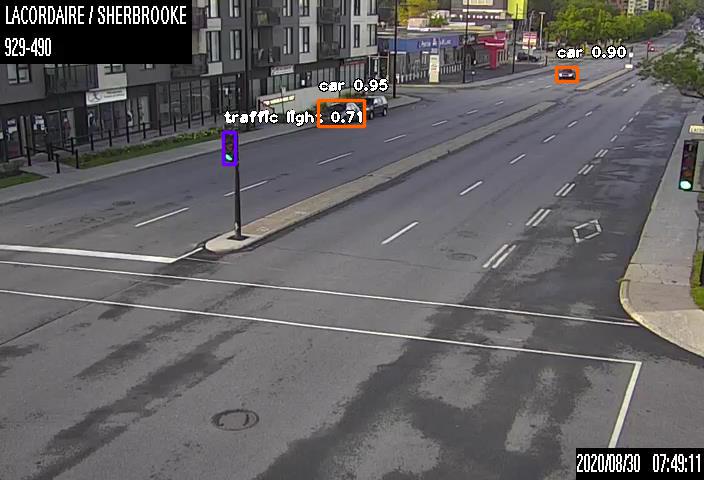 LACORDAIRE / SHERBROOKE
929-490
car 0.90
car 0.95
traffic light 0.71
2020/08/30 07:49:11